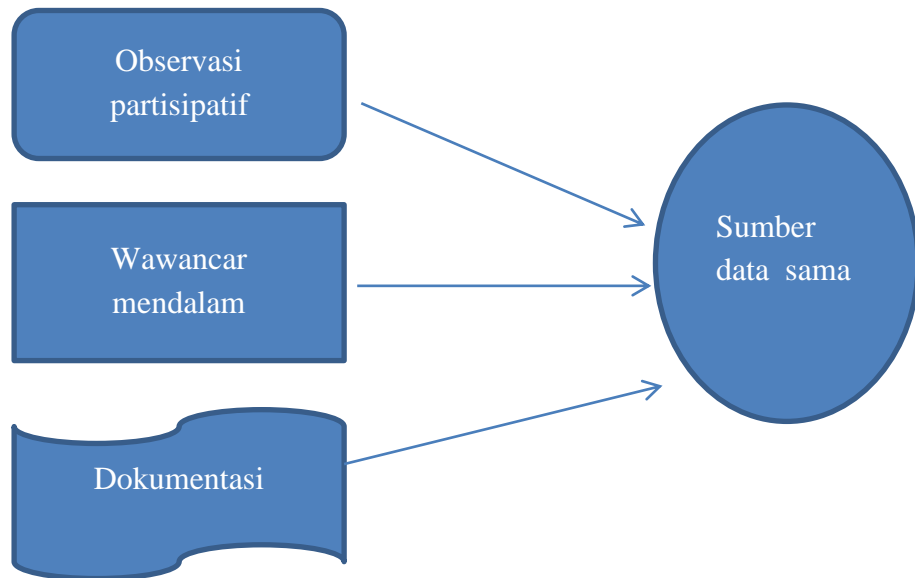 Observasi
partisipatif
Wawancar
mendalam
Dokumentasi
Sumber
data sama